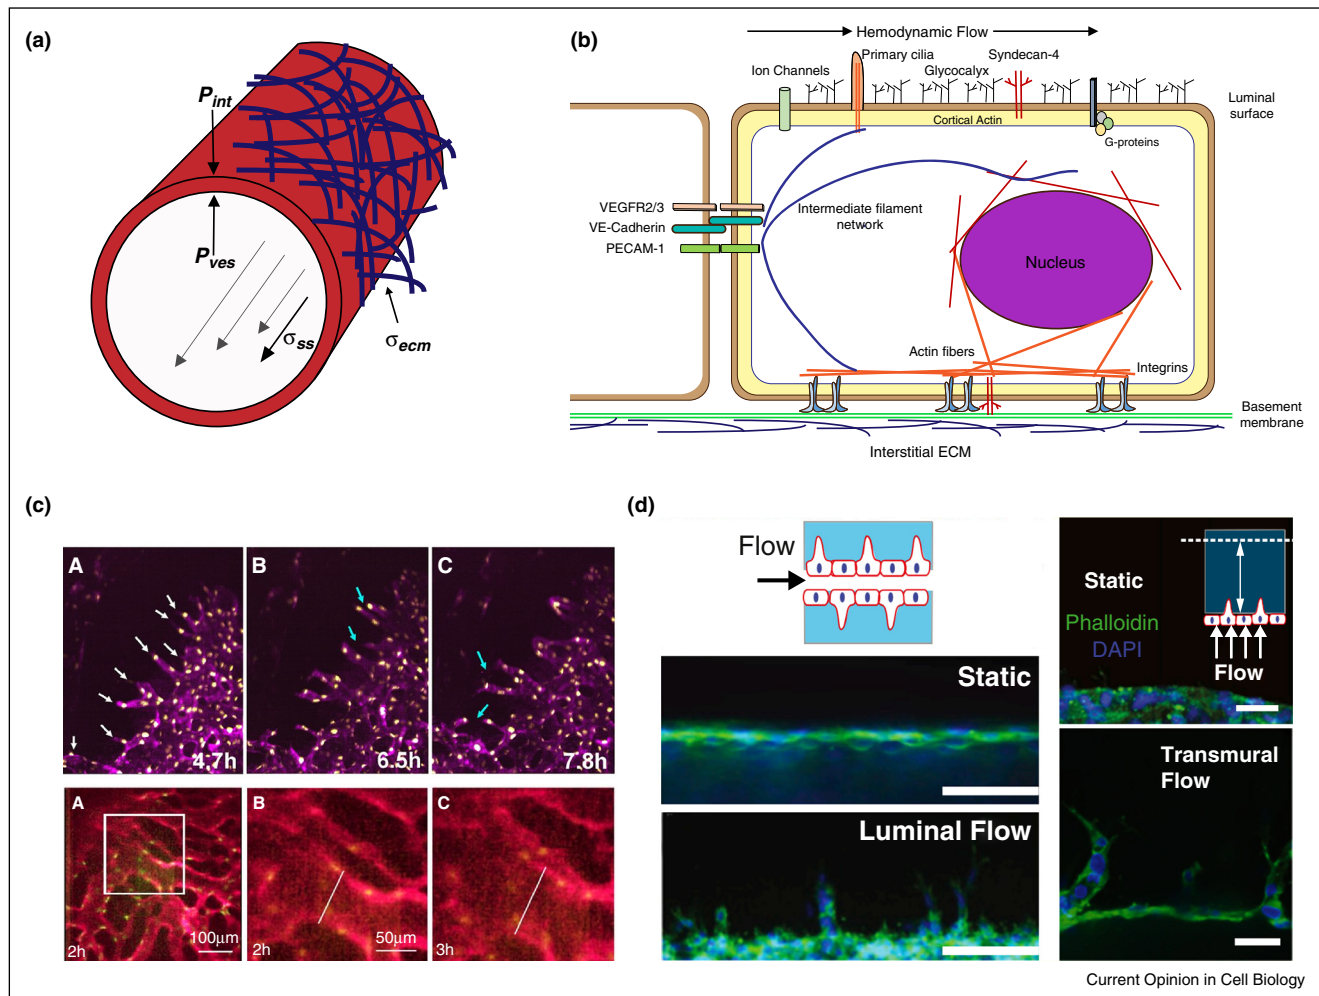 (a)
P int
P ves
σ ss
σ ecm
(b)
Hemodynamic Flow
Primary cilia
Syndecan-4
Ion Channels
Glycocalyx
Luminal
surface
Cortical Actin
G-proteins
VEGFR2/3
VE-Cadherin
PECAM-1
Intermediate filament
network
Nucleus
Actin fibers
Integrins
Basement
membrane
Interstitial ECM
(c)
A
B
C
4.7h
6.5h
7.8h
A
B
C
2h
100μm
2h
50μm
3h
(d)
Flow
Static
Luminal Flow
Static
Phalloidin
DAPI
Flow
Transmural
Flow
Current Opinion in Cell Biology